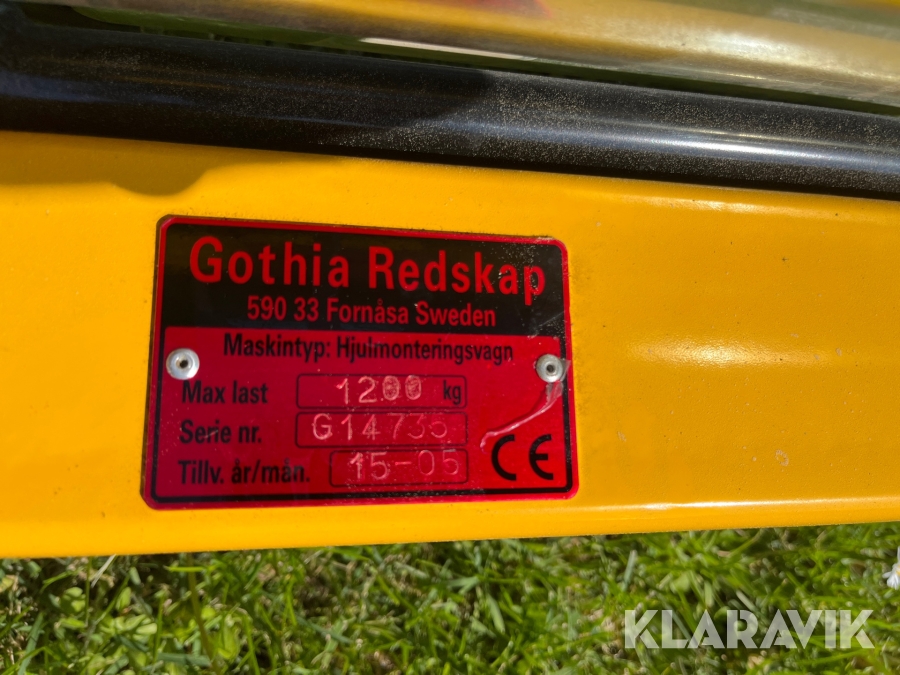 Gothia Redskap
590 33 Fornåsa Sweden
Maskintyp: Hjulmonteringsvagn
Max last 1200 kg
Serie nr. G14735
Tillv. år/mån. 15-05
CE
KLARAVIK